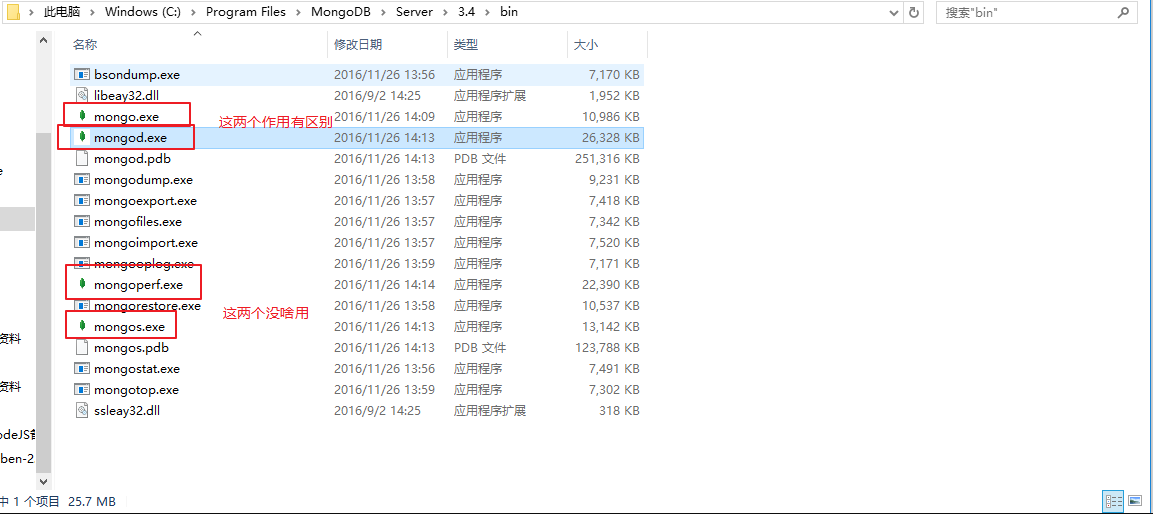 此电脑 > Windows (C:) > Program Files > MongoDB > Server > 3.4 > bin
搜索"bin"
名称 修改日期 类型 大小
bsondump.exe 2016/11/26 13:56 应用程序 7,170 KB
libeay32.dll 2016/9/2 14:25 应用程序扩展 1,952 KB
mongo.exe 2016/11/26 14:09 应用程序 10,986 KB
这两个作用有区别
mongod.exe 2016/11/26 14:13 应用程序 26,328 KB
mongod.pdb 2016/11/26 14:13 PDB 文件 251,316 KB
mongodump.exe 2016/11/26 13:58 应用程序 9,231 KB
mongoexport.exe 2016/11/26 13:57 应用程序 7,418 KB
mongofiles.exe 2016/11/26 13:57 应用程序 7,342 KB
mongoimport.exe 2016/11/26 13:57 应用程序 7,520 KB
mongooplog.exe 2016/11/26 13:59 应用程序 7,171 KB
mongoperf.exe 2016/11/26 14:14 应用程序 22,390 KB
mongorestore.exe 2016/11/26 13:58 应用程序 10,537 KB
这两个没啥用
mongos.exe 2016/11/26 14:13 应用程序 13,142 KB
mongos.pdb 2016/11/26 14:13 PDB 文件 123,788 KB
mongostat.exe 2016/11/26 13:56 应用程序 7,491 KB
mongotop.exe 2016/11/26 13:59 应用程序 7,302 KB
ssleay32.dll 2016/9/2 14:25 应用程序扩展 318 KB
资料
资料
odeJS
ben-2
中 1 个项目 25.7 MB